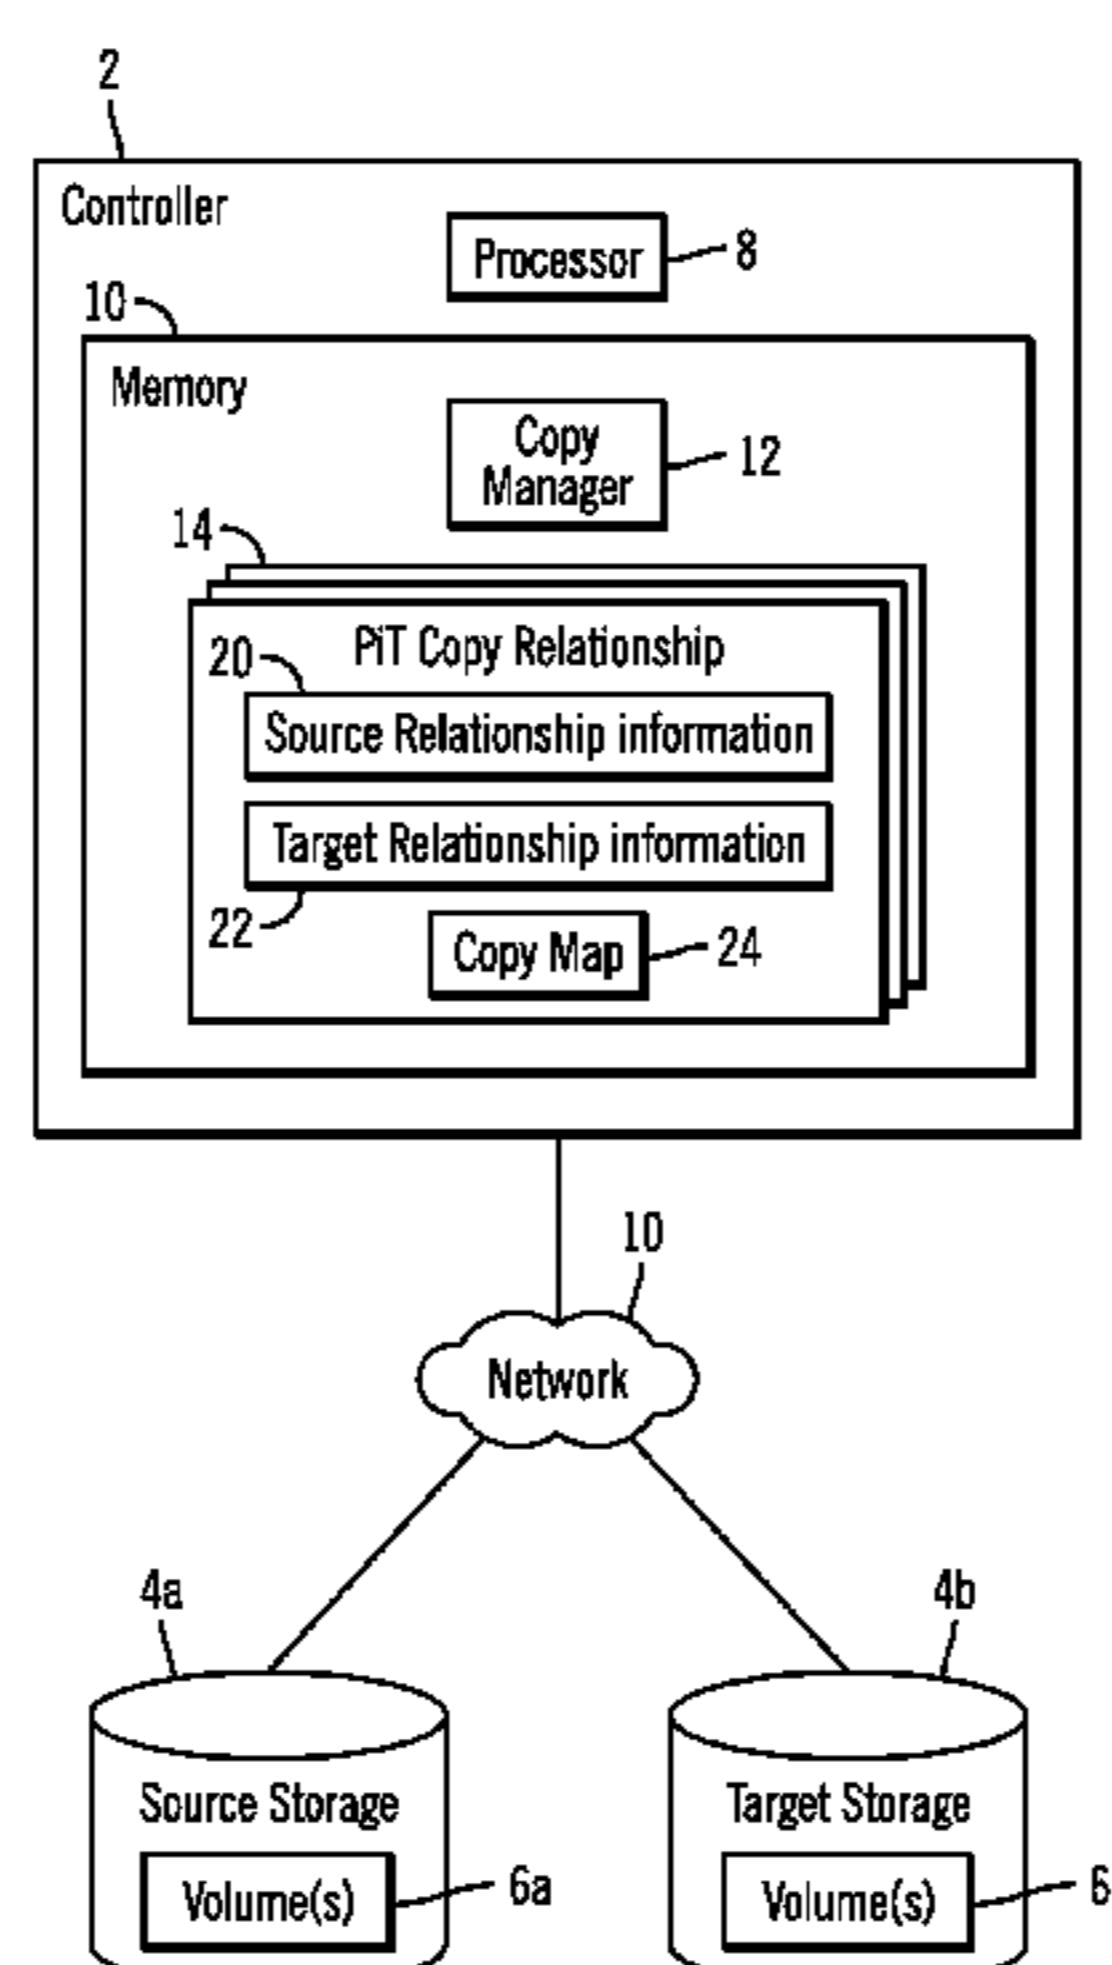 2
Controller
Processor
8
10
Memory
Copy
Manager
12
14
PiT Copy Relationship
20
Source Relationship information
Target Relationship information
22
Copy Map
24
10
Network
4a
4b
Source Storage
Target Storage
Volume(s)
6a
Volume(s)
6